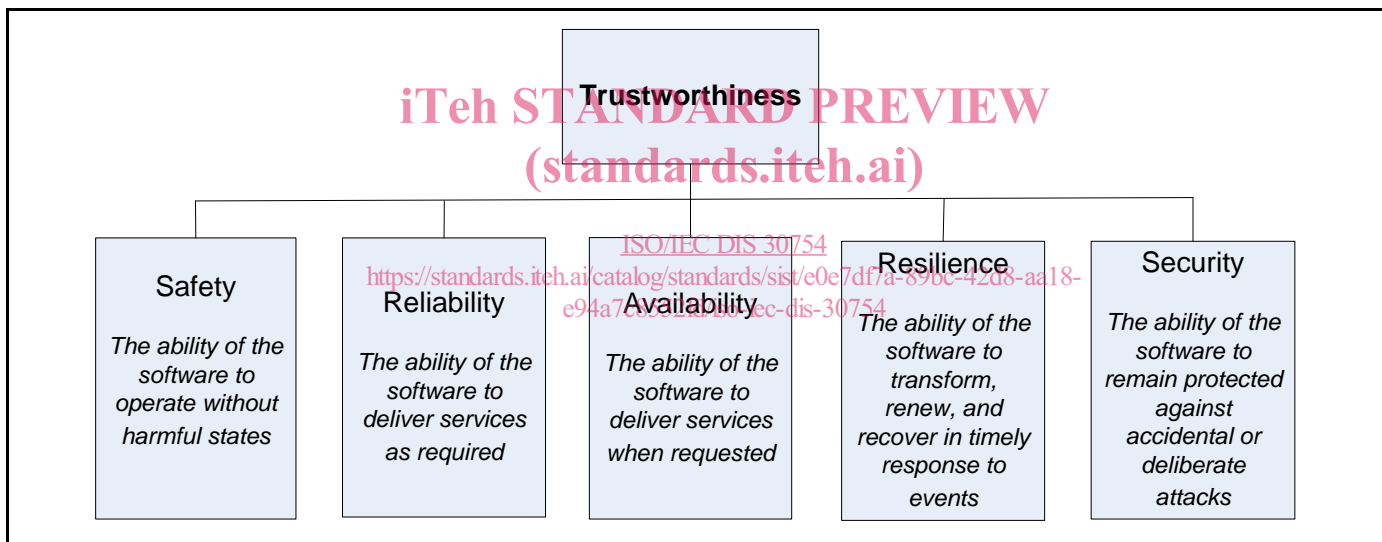 Trustworthiness
iTeh STANDARD PREVIEW
(standards.iteh.ai)
ISO/IEC DIS 30754
https://standards.iteh.ai/catalog/standards/sist/e0e7df7a-89bc-42d8-aa18-
Safety
The ability of the
software to
operate without
harmful states
Reliability
The ability of the
software to
deliver services
as required
Availability
The ability of the
software to
deliver services
when requested
Resilience
The ability of the
software to
transform,
renew, and
recover in timely
response to
events
Security
The ability of the
software to
remain protected
against
accidental or
deliberate
attacks